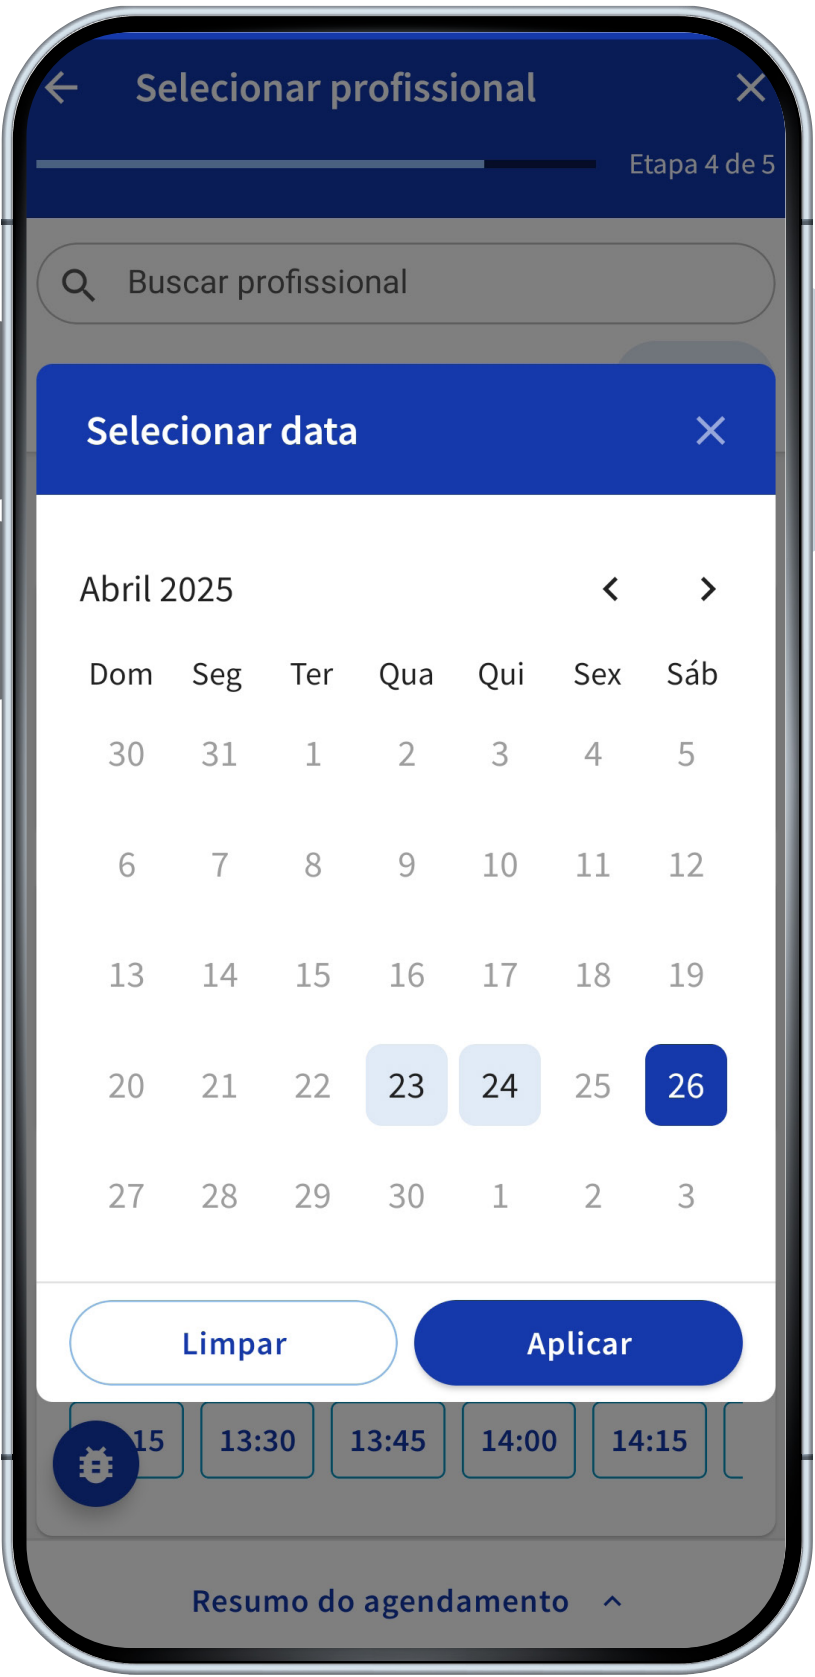 Selecionar profissional
Etapa 4 de 5
Buscar profissional
Selecionar data
Abril 2025
Dom Seg Ter Qua Qui Sex Sáb
30 31 1 2 3 4 5
6 7 8 9 10 11 12
13 14 15 16 17 18 19
20 21 22 23 24 25 26
27 28 29 30 1 2 3
Limpar Aplicar
15 13:30 13:45 14:00 14:15
Resumo do agendamento